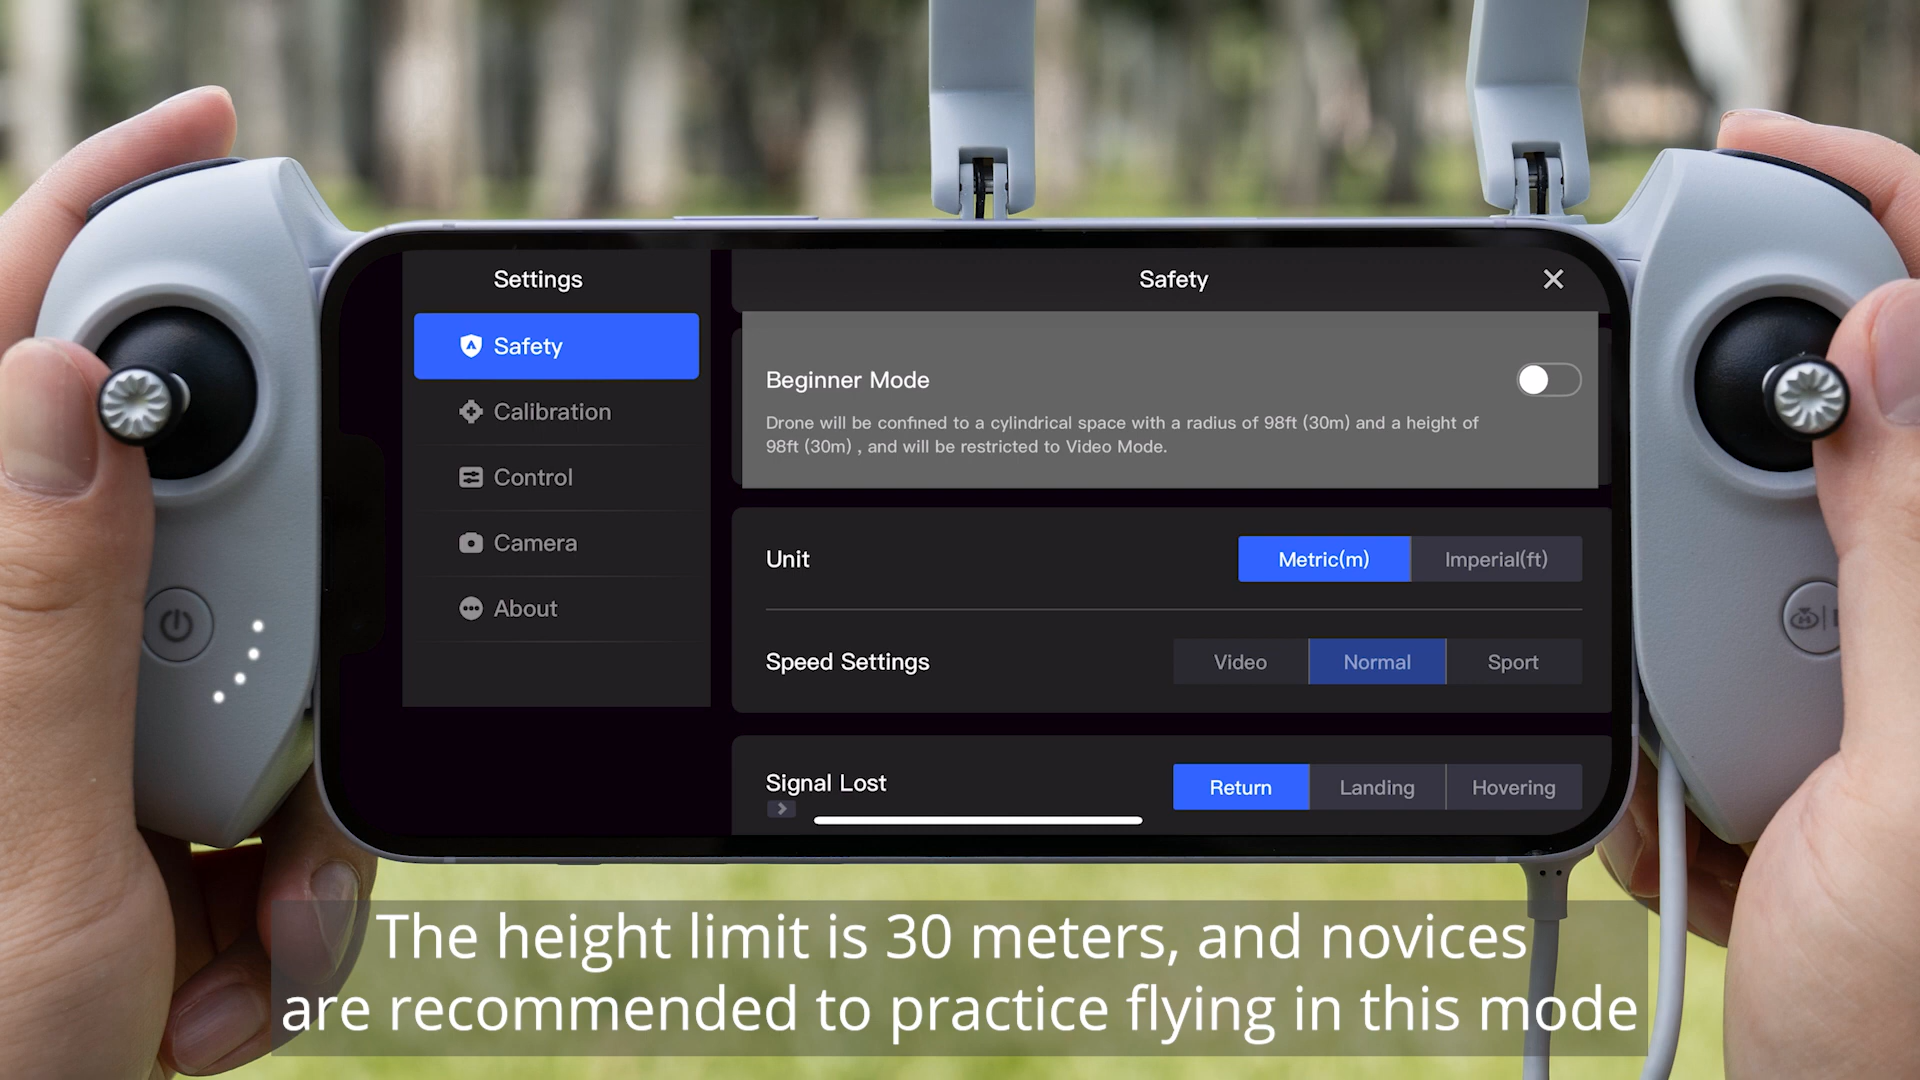 Settings
Safety
Calibration
Control
Camera
About
Safety
Beginner Mode
Drone will be confined to a cylindrical space with a radius of 98ft (30m) and a height of
98ft (30m) , and will be restricted to Video Mode.
Unit
Metric(m) Imperial(ft)
Speed Settings
Video Normal Sport
Signal Lost
Return Landing Hovering
The height limit is 30 meters, and novices
are recommended to practice flying in this mode